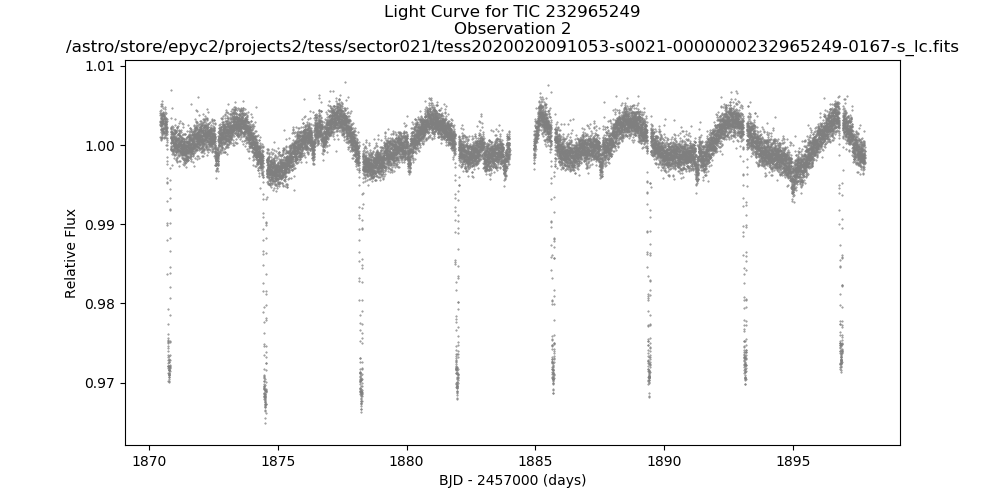 Light Curve for TIC 232965249
Observation 2
/astro/store/epyc2/projects2/tess/sector021/tess2020020091053-s0021-0000000232965249-0167-s_lc.fits
1.01
1.00
0.99
0.98
0.97
Relative Flux
1870
1875
1880
1885
1890
1895
BJD - 2457000 (days)